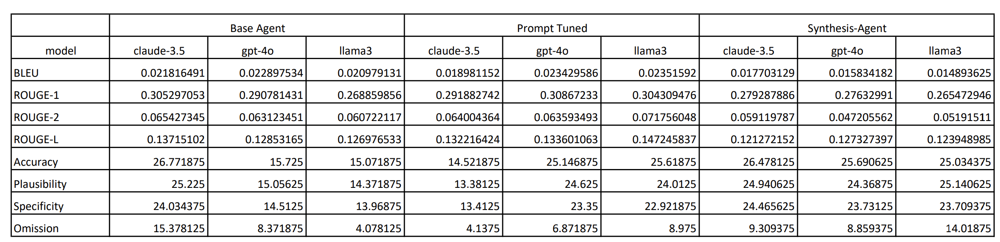 Base Agent Prompt Tuned Synthesis-Agent
model claude-3.5 gpt-4o llama3 claude-3.5 gpt-4o llama3 claude-3.5 gpt-4o llama3
BLEU 0.021816491 0.022897534 0.020979131 0.018981152 0.023429586 0.02351592 0.017703129 0.015834182 0.014893625
ROUGE-1 0.305297053 0.290781431 0.268859856 0.291882742 0.30867233 0.304309476 0.279287886 0.27632991 0.265472946
ROUGE-2 0.065427345 0.063123451 0.060722117 0.064004364 0.063593493 0.071756048 0.059119787 0.047205562 0.05191511
ROUGE-L 0.13715102 0.12853165 0.126976533 0.132216424 0.133601063 0.147245837 0.121272152 0.127327397 0.123948985
Accuracy 26.771875 15.725 15.071875 14.521875 25.146875 25.61875 26.478125 25.690625 25.034375
Plausibility 25.225 15.05625 14.371875 13.38125 24.625 24.0125 24.940625 24.36875 25.140625
Specificity 24.034375 14.5125 13.96875 13.4125 23.35 22.921875 24.465625 23.73125 23.709375
Omission 15.378125 8.371875 4.078125 4.1375 6.871875 8.975 9.309375 8.859375 14.01875